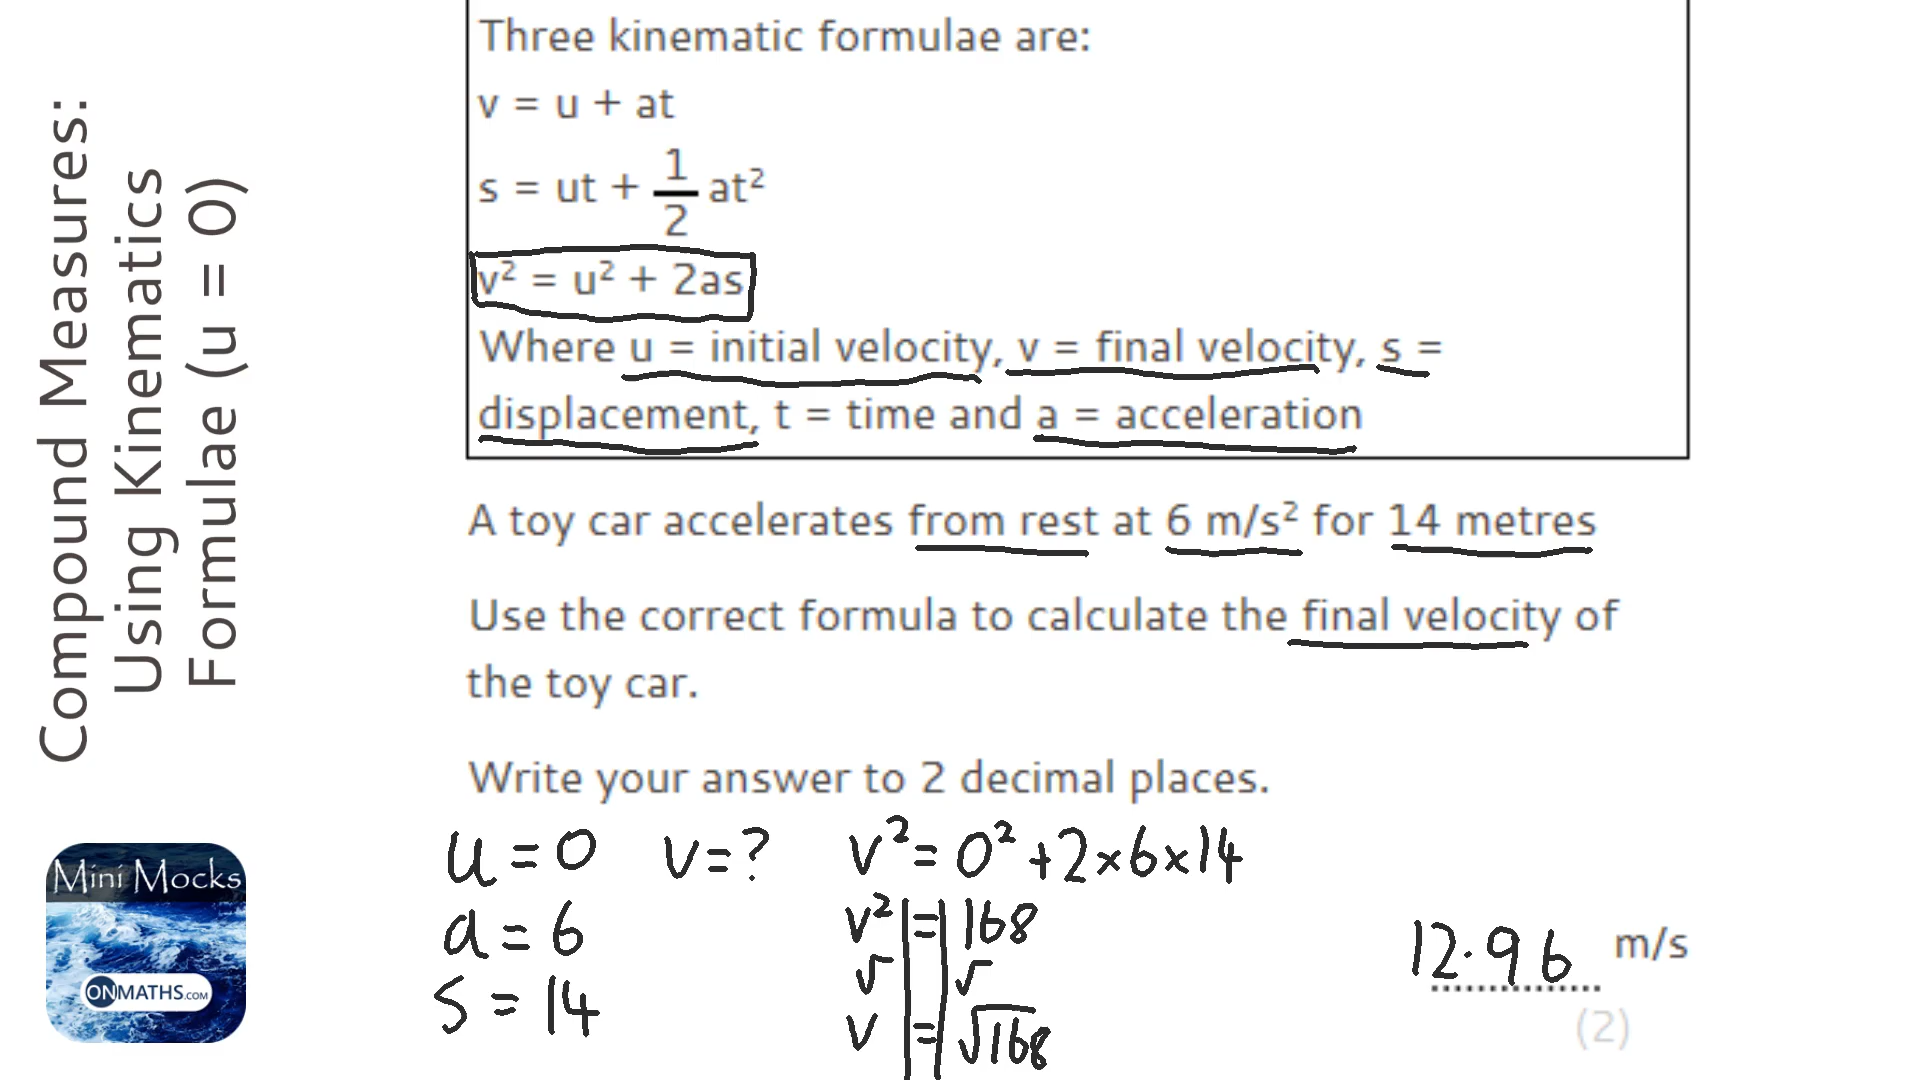 Compound Measures:
Using Kinematics
Formulae (u = 0)
Three kinematic formulae are:
v = u + at
s = ut + 1/2 at²
v² = u² + 2as
Where u = initial velocity, v = final velocity, s =
displacement, t = time and a = acceleration
A toy car accelerates from rest at 6 m/s² for 14 metres
Use the correct formula to calculate the final velocity of
the toy car.
Write your answer to 2 decimal places.
u = 0 v = ? v² = 0² + 2×6×14
a = 6 v² = 168
√ √
s = 14 v = √168
12.96 m/s
(2)
Mini Mocks
ONMATHS.COM